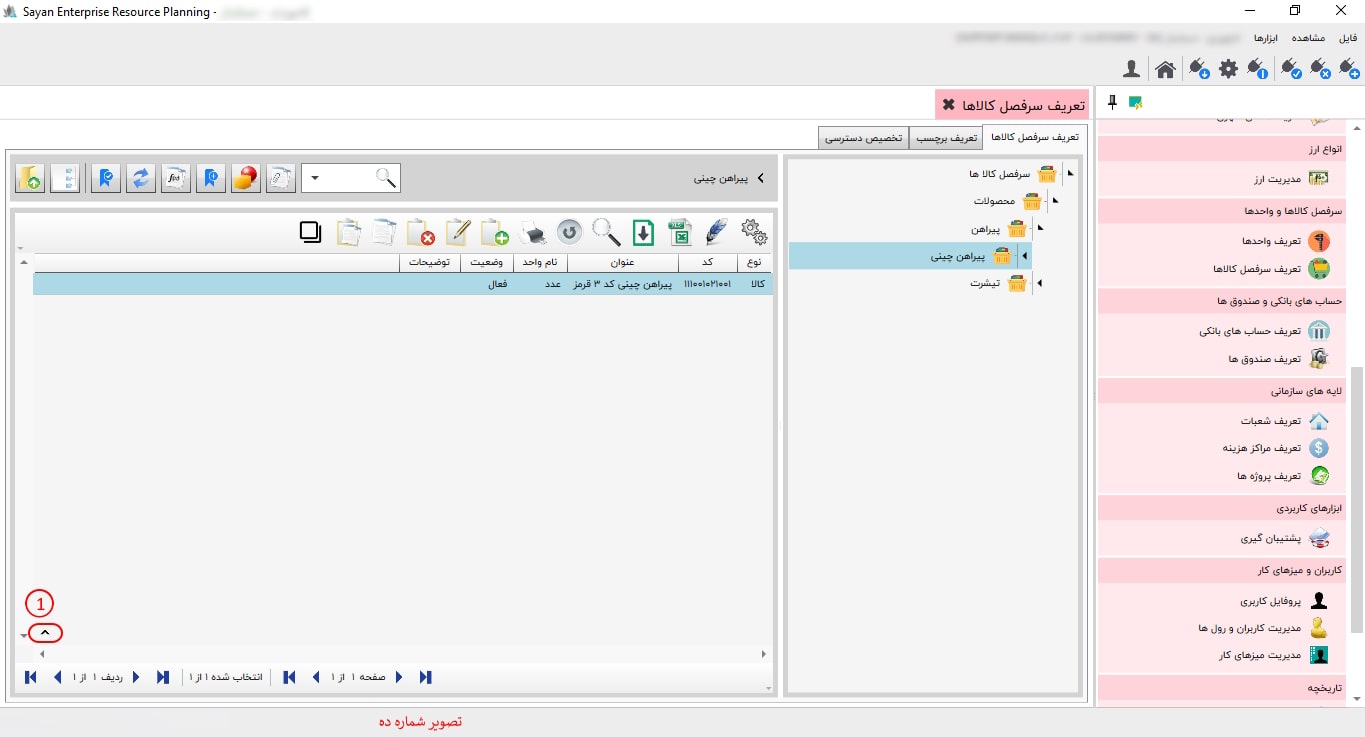 Sayan Enterprise Resource Planning -
فایل مشاهده ابزارها
تعریف سرفصل کالاها
تعریف سرفصل کالاها تعریف برچسب تخصیص دسترسی
انواع ارز
مدیریت ارز
سرفصل کالاها و واحدها
تعریف واحدها
تعریف سرفصل کالاها
حساب های بانکی و صندوق ها
تعریف حساب های بانکی
تعریف صندوق ها
لایه های سازمانی
تعریف شعبات
تعریف مراکز هزینه
تعریف پروژه ها
ابزارهای کاربردی
پشتیبان گیری
کاربران و میزهای کار
پروفایل کاربری
مدیریت کاربران و رول ها
مدیریت میزهای کار
تاریخچه
سرفصل کالا ها
محصولات
پیراهن
پیراهن چینی
تیشرت
پیراهن چینی
f(x)
نوع کد عنوان نام واحد وضعیت توضیحات
کالا ۱۱۱۰۰۱۰۲۱۰۰۱ پیراهن چینی کد ۳ قرمز عدد فعال
1
صفحه ۱ از ۱ انتخاب شده ۱ از ۱ ردیف ۱ از ۱
تصویر شماره ده